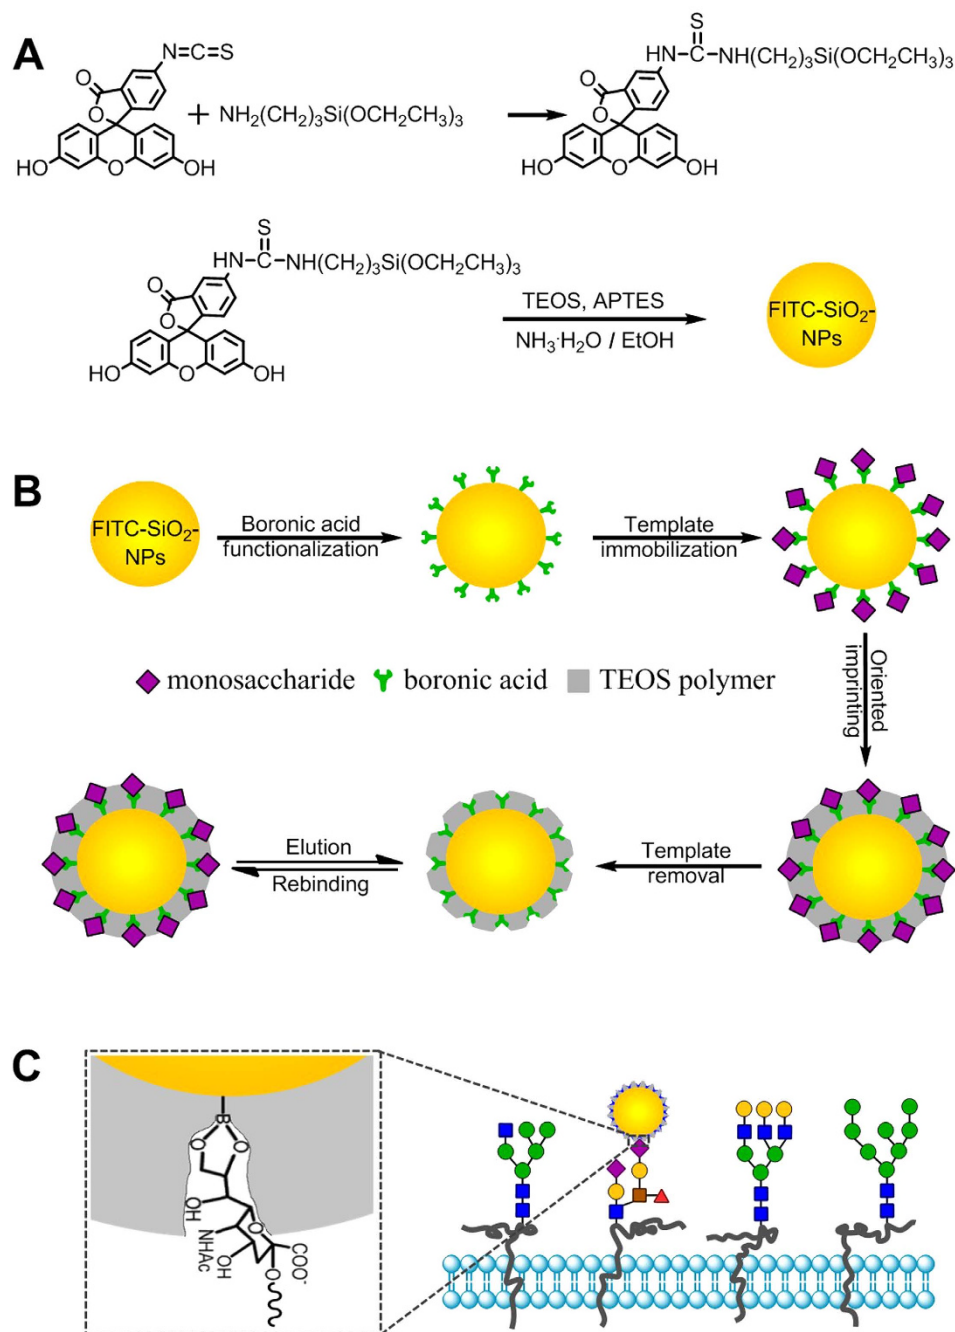 A
N=C=S
O
O
HO
O
OH
+
NH₂(CH₂)₃Si(OCH₂CH₃)₃
S
HN—C—NH(CH₂)₃Si(OCH₂CH₃)₃
O
O
HO
O
OH
S
HN—C—NH(CH₂)₃Si(OCH₂CH₃)₃
O
O
HO
O
OH
TEOS, APTES
NH₃·H₂O / EtOH
FITC-SiO₂-
NPs
B
FITC-SiO₂-
NPs
Boronic acid
functionalization
Template
immobilization
monosaccharide
boronic acid
TEOS polymer
Oriented
imprinting
Elution
Rebinding
Template
removal
C
B
O
O
OH
NHAc
OH
O
COO⁻
O